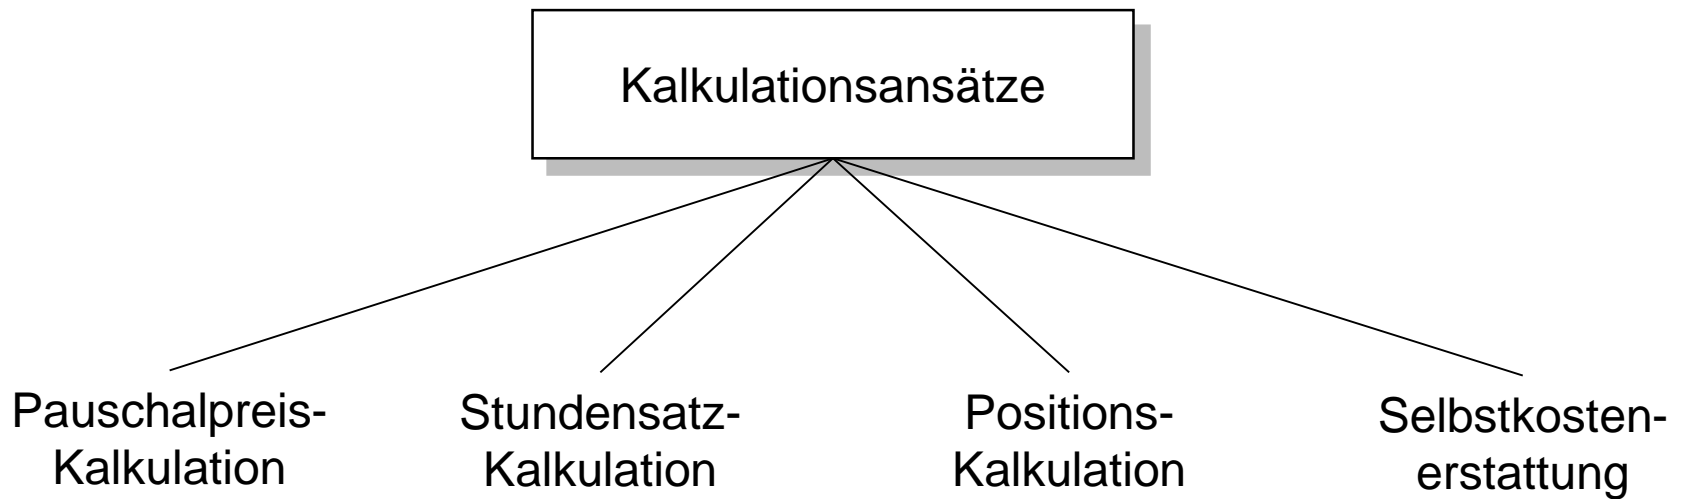 Kalkulationsansätze
Pauschalpreis-
Kalkulation
Stundensatz-
Kalkulation
Positions-
Kalkulation
Selbstkosten-
erstattung